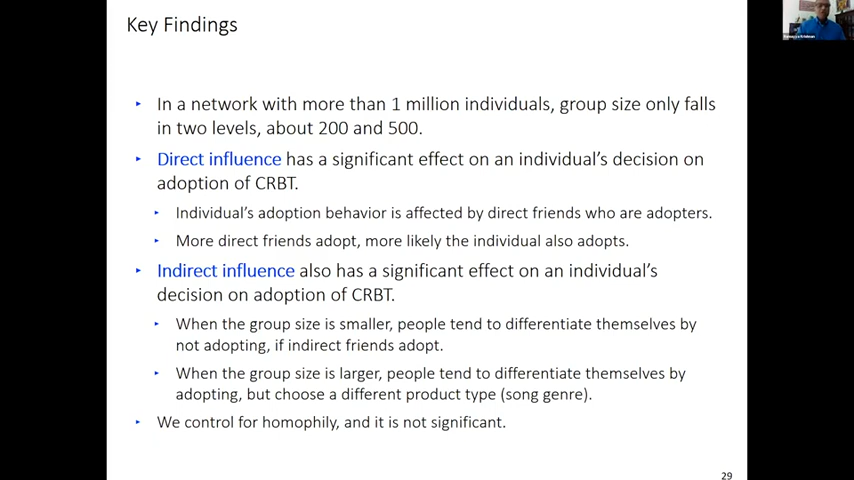 Key Findings
In a network with more than 1 million individuals, group size only falls
in two levels, about 200 and 500.
Direct influence has a significant effect on an individual's decision on
adoption of CRBT.
Individual's adoption behavior is affected by direct friends who are adopters.
More direct friends adopt, more likely the individual also adopts.
Indirect influence also has a significant effect on an individual's
decision on adoption of CRBT.
When the group size is smaller, people tend to differentiate themselves by
not adopting, if indirect friends adopt.
When the group size is larger, people tend to differentiate themselves by
adopting, but choose a different product type (song genre).
We control for homophily, and it is not significant.
29